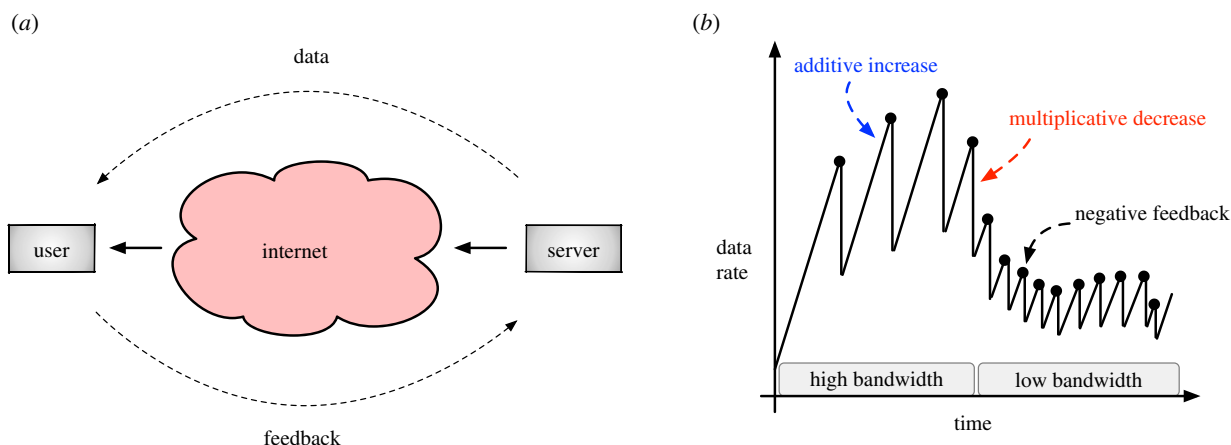 (a)
data
user
internet
server
feedback
(b)
additive increase
multiplicative decrease
negative feedback
data
rate
high bandwidth
low bandwidth
time